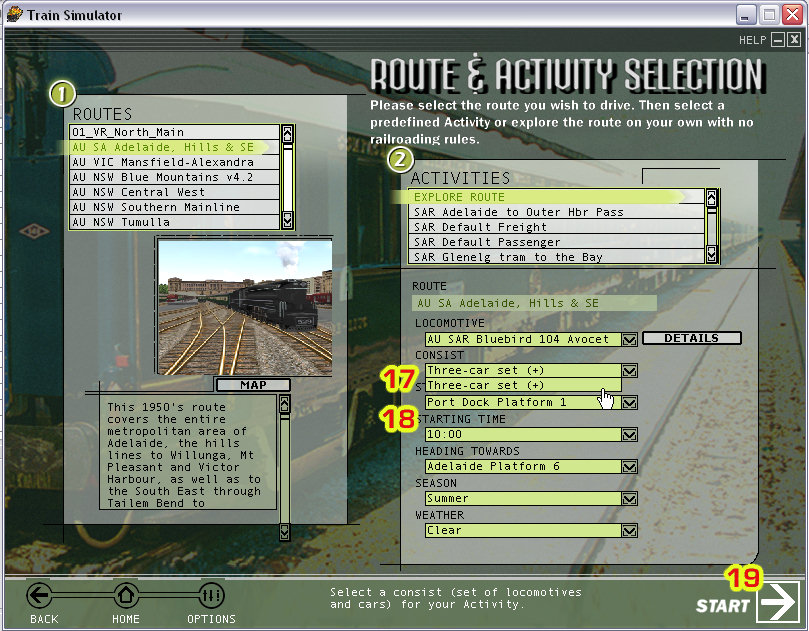 Train Simulator
HELP
ROUTE & ACTIVITY SELECTION
Please select the route you wish to drive. Then select a
predefined Activity or explore the route on your own with no
railroading rules.
1
ROUTES
01_VR_North_Main
AU SA Adelaide, Hills & SE
AU VIC Mansfield-Alexandra
AU NSW Blue Mountains v4.2
AU NSW Central West
AU NSW Southern Mainline
AU NSW Tumulla
MAP
This 1950's route
covers the entire
metropolitan area of
Adelaide, the hills
lines to Willunga, Mt
Pleasant and Victor
Harbour, as well as to
the South East through
Tailem Bend to
2
ACTIVITIES
EXPLORE ROUTE
SAR Adelaide to Outer Hbr Pass
SAR Default Freight
SAR Default Passenger
SAR Glenelg tram to the Bay
ROUTE
AU SA Adelaide, Hills & SE
LOCOMOTIVE
AU SAR Bluebird 104 Avocet
DETAILS
CONSIST
17
Three-car set (+)
Three-car set (+)
Port Dock Platform 1
18
STARTING TIME
10:00
HEADING TOWARDS
Adelaide Platform 6
SEASON
Summer
WEATHER
Clear
BACK
HOME
OPTIONS
Select a consist (set of locomotives
and cars) for your Activity.
19
START